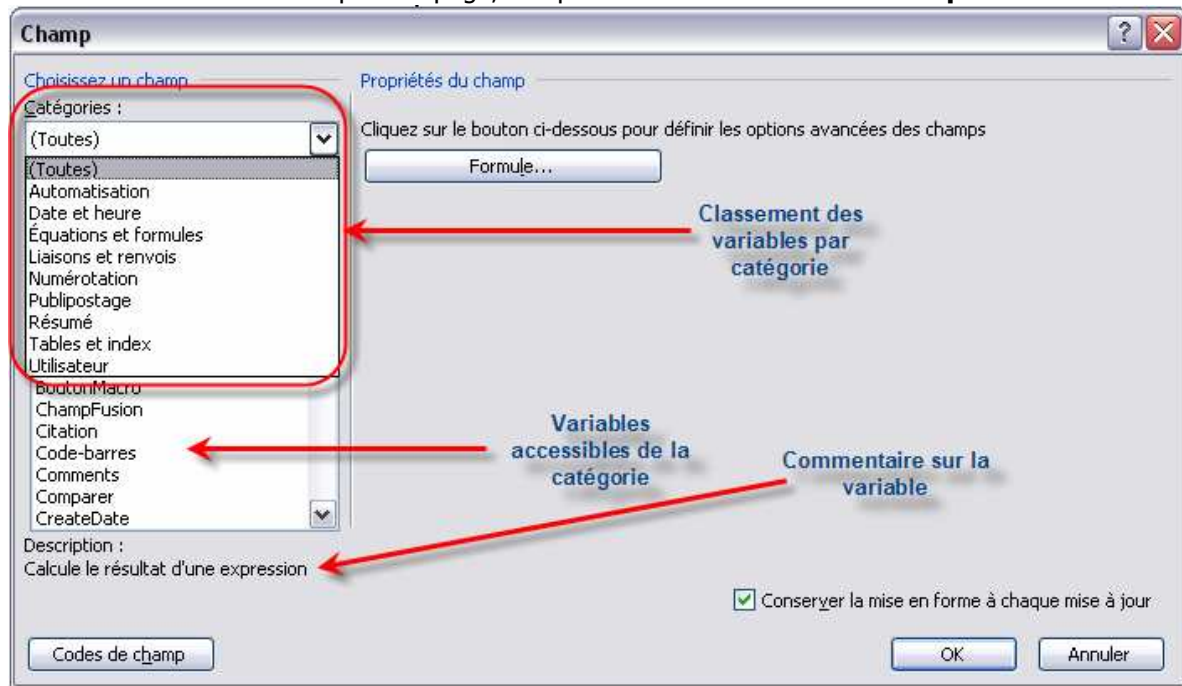 Champ
Choisissez un champ
Catégories :
(Toutes)
(Toutes)
Automatisation
Date et heure
Équations et formules
Liaisons et renvois
Numérotation
Publipostage
Résumé
Tables et index
Utilisateur
BoutonMacro
ChampFusion
Citation
Code-barres
Comments
Comparer
CreateDate
Description :
Calcule le résultat d'une expression
Codes de champ
Propriétés du champ
Cliquez sur le bouton ci-dessous pour définir les options avancées des champs
Formule...
Classement des
variables par
catégorie
Variables
accessibles de la
catégorie
Commentaire sur la
variable
Conserver la mise en forme à chaque mise à jour
OK
Annuler